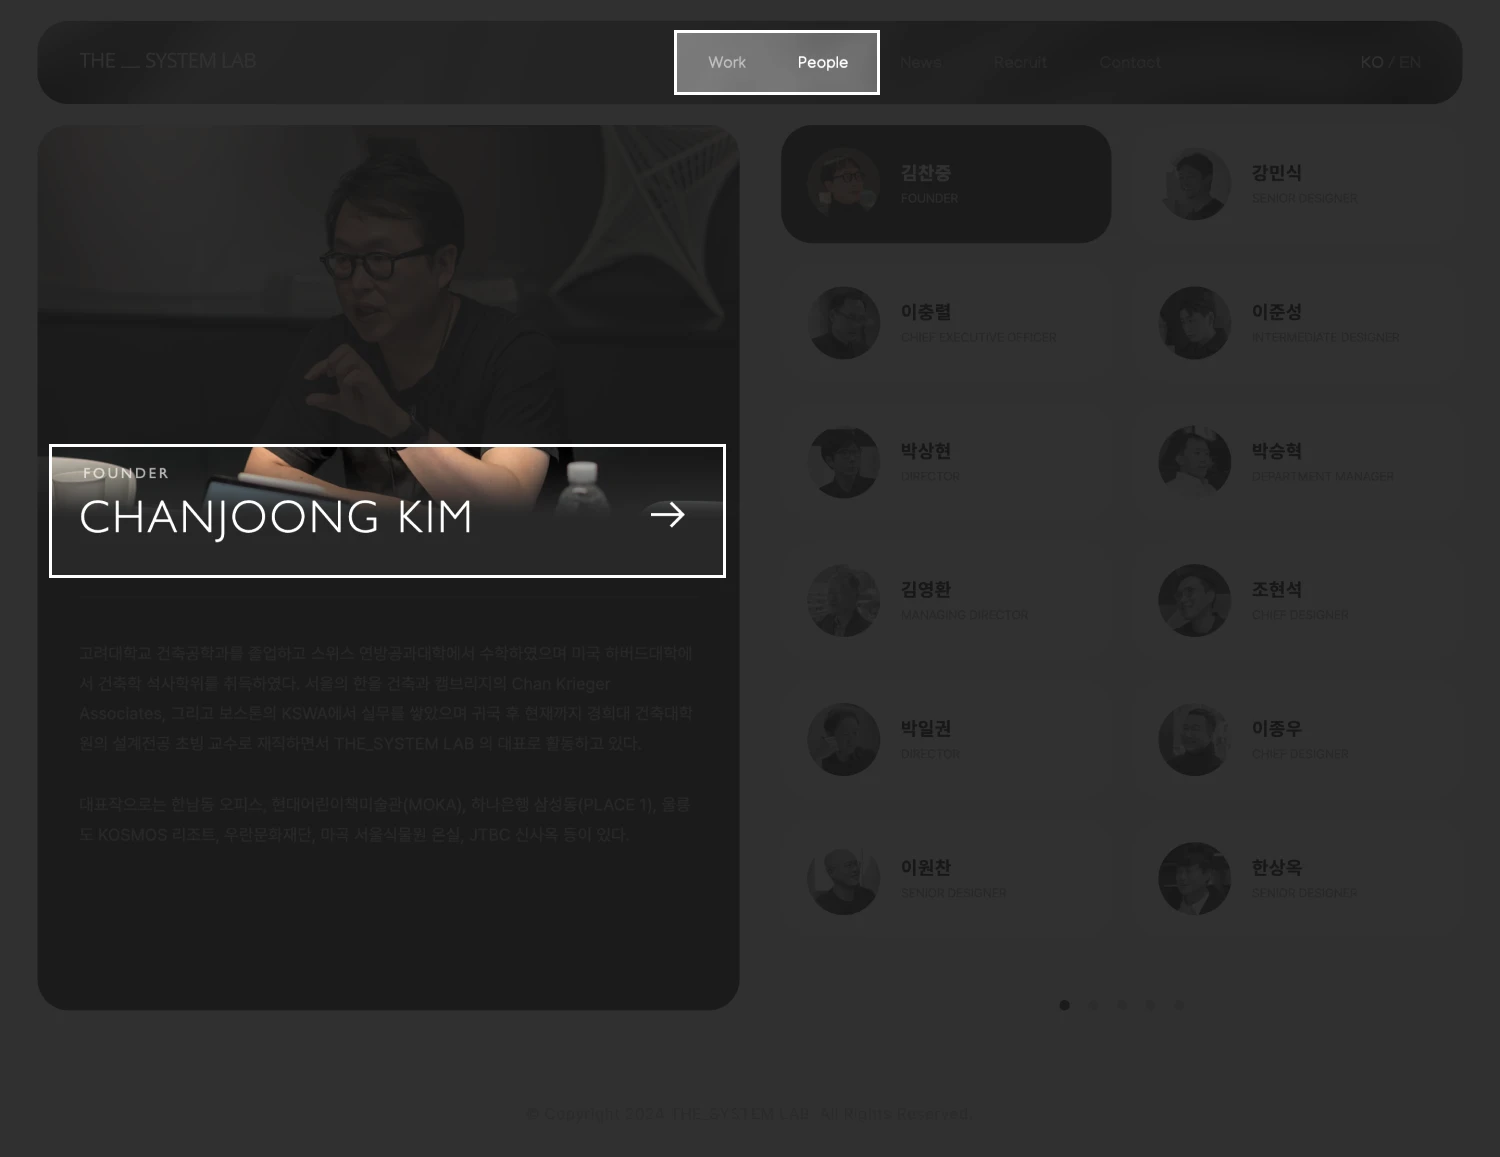 THE __ SYSTEM LAB
Work
People
News
Recruit
Contact
KO / EN
FOUNDER
CHANJOONG KIM
고려대학교 건축공학과를 졸업하고 스위스 연방공과대학에서 수학하였으며 미국 하버드대학에
서 건축학 석사학위를 취득하였다. 서울의 한울 건축과 캠브리지의 Chan Krieger
Associates, 그리고 보스톤의 KSWA에서 실무를 쌓았으며 귀국 후 현재까지 경희대 건축대학
원의 설계전공 초빙 교수로 재직하면서 THE_SYSTEM LAB 의 대표로 활동하고 있다.
대표작으로는 한남동 오피스, 현대어린이책미술관(MOKA), 하나은행 삼성동(PLACE 1), 울릉
도 KOSMOS 리조트, 우란문화재단, 마곡 서울식물원 온실, JTBC 신사옥 등이 있다.
김찬중
FOUNDER
강민식
SENIOR DESIGNER
이충렬
CHIEF EXECUTIVE OFFICER
이준성
INTERMEDIATE DESIGNER
박상현
DIRECTOR
박승혁
DEPARTMENT MANAGER
김영환
MANAGING DIRECTOR
조현석
CHIEF DESIGNER
박일권
DIRECTOR
이종우
CHIEF DESIGNER
이원찬
SENIOR DESIGNER
한상옥
SENIOR DESIGNER
© Copyright 2024 THE_SYSTEM LAB. All Rights Reserved.